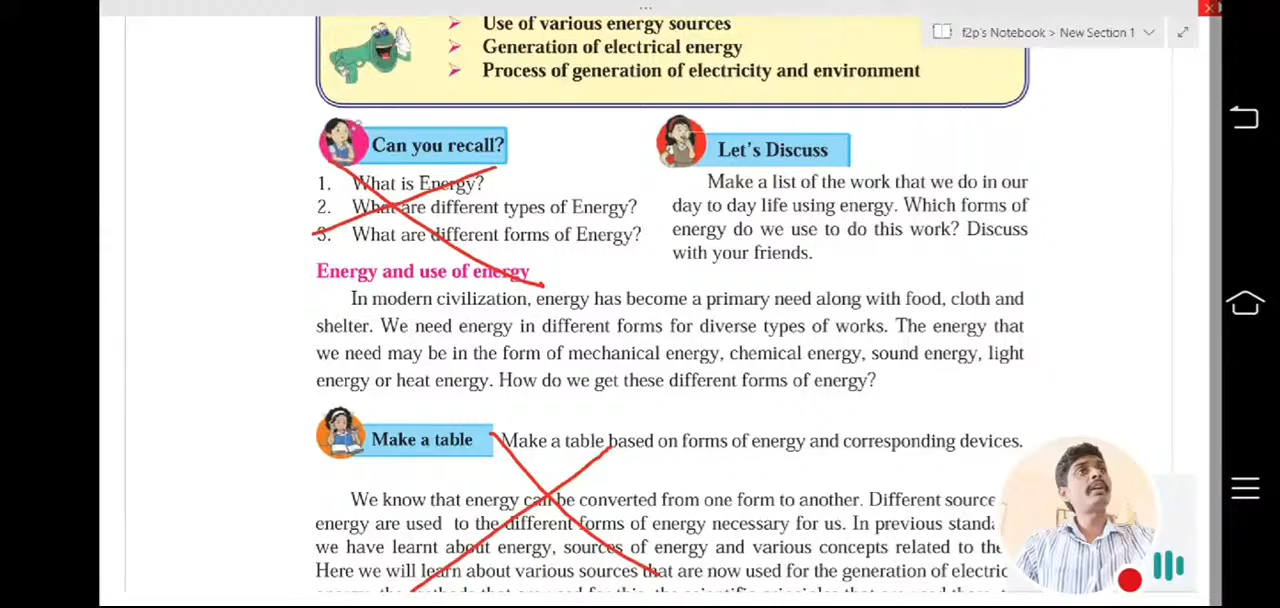 Use of various energy sources
Generation of electrical energy
Process of generation of electricity and environment
f2p's Notebook > New Section 1
Can you recall?
1. What is Energy?
2. What are different types of Energy?
3. What are different forms of Energy?
Let's Discuss
Make a list of the work that we do in our
day to day life using energy. Which forms of
energy do we use to do this work? Discuss
with your friends.
Energy and use of energy
In modern civilization, energy has become a primary need along with food, cloth and
shelter. We need energy in different forms for diverse types of works. The energy that
we need may be in the form of mechanical energy, chemical energy, sound energy, light
energy or heat energy. How do we get these different forms of energy?
Make a table
Make a table based on forms of energy and corresponding devices.
We know that energy can be converted from one form to another. Different source
energy are used to the different forms of energy necessary for us. In previous stand
we have learnt about energy, sources of energy and various concepts related to the
Here we will learn about various sources that are now used for the generation of electric